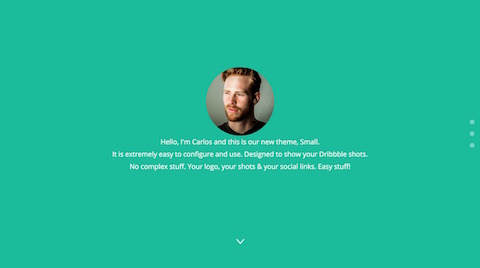 Hello, I'm Carlos and this is our new theme, Small.
It is extremely easy to configure and use. Designed to show your Dribbble shots.
No complex stuff. Your logo, your shots & your social links. Easy stuff!